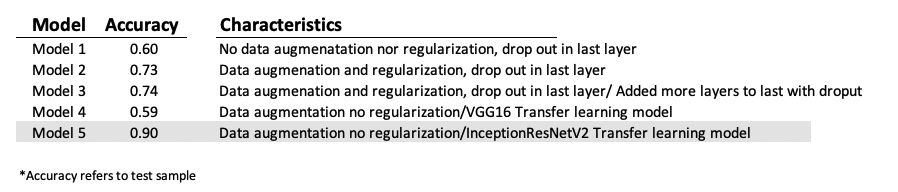 Model Accuracy Characteristics
Model 1 0.60 No data augmenatation nor regularization, drop out in last layer
Model 2 0.73 Data augmenation and regularization, drop out in last layer
Model 3 0.74 Data augmenation and regularization, drop out in last layer/ Added more layers to last with droput
Model 4 0.59 Data augmentation no regularization/VGG16 Transfer learning model
Model 5 0.90 Data augmentation no regularization/InceptionResNetV2 Transfer learning model
*Accuracy refers to test sample